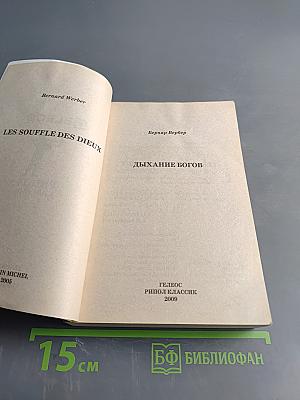 Bernard Werber
LES SOUFFLE DES DIEUX
IN MICHEL
2005
Бернар Вербер
ДЫХАНИЕ БОГОВ
ГЕЛЕОС
РИПОЛ КЛАССИК
2009
15 см
БФ БИБЛИОФАН